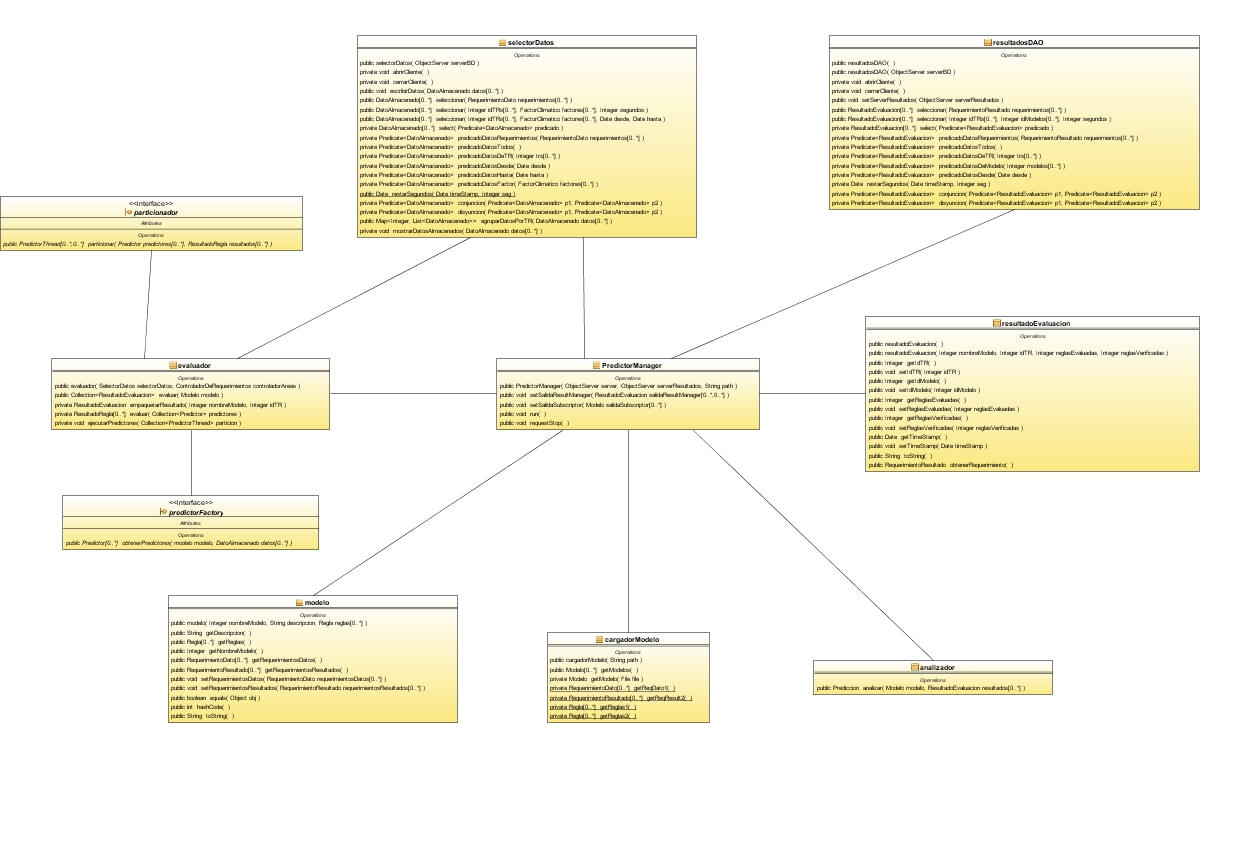 selectorDatos
Operations
public selectorDatos( ObjectServer serverBD )
private void abrirCliente( )
private void cerrarCliente( )
public void escribirDatos( DatoAlmacenado datos[0..*] )
public DatoAlmacenado[0..*] seleccionar( RequerimientoDato requerimientos[0..*] )
public DatoAlmacenado[0..*] seleccionar( Integer idTRs[0..*], FactorClimatico factores[0..*], Integer segundos )
public DatoAlmacenado[0..*] seleccionar( Integer idTRs[0..*], FactorClimatico factores[0..*], Date desde, Date hasta )
private DatoAlmacenado[0..*] select( Predicate<DatoAlmacenado> predicado )
private Predicate<DatoAlmacenado> predicadoDatosRequerimientos( RequerimientoDato requerimientos[0..*] )
private Predicate<DatoAlmacenado> predicadoDatosTodos( )
private Predicate<DatoAlmacenado> predicadoDatosDeTR( Integer trs[0..*] )
private Predicate<DatoAlmacenado> predicadoDatosDesde( Date desde )
private Predicate<DatoAlmacenado> predicadoDatosHasta( Date hasta )
private Predicate<DatoAlmacenado> predicadoDatosFactor( FactorClimatico factores[0..*] )
public Date restarSegundos( Date timeStamp, Integer seg )
private Predicate<DatoAlmacenado> conjuncion( Predicate<DatoAlmacenado> p1, Predicate<DatoAlmacenado> p2 )
private Predicate<DatoAlmacenado> disyuncion( Predicate<DatoAlmacenado> p1, Predicate<DatoAlmacenado> p2 )
public Map<Integer, List<DatoAlmacenado>> agruparDatosPorTR( DatoAlmacenado datos[0..*] )
private void mostrarDatosAlmacenados( DatoAlmacenado datos[0..*] )
resultadosDAO
Operations
public resultadosDAO( )
public resultadosDAO( ObjectServer serverBD )
private void abrirCliente( )
private void cerrarCliente( )
public void setServerResultados( ObjectServer serverResultados )
public ResultadoEvaluacion[0..*] seleccionar( RequerimientoResultado requerimientos[0..*] )
public ResultadoEvaluacion[0..*] seleccionar( Integer idTRs[0..*], Integer idModelos[0..*], Integer segundos )
private ResultadoEvaluacion[0..*] select( Predicate<ResultadoEvaluacion> predicado )
private Predicate<ResultadoEvaluacion> predicadoDatosRequerimientos( RequerimientoResultado requerimientos[0..*] )
private Predicate<ResultadoEvaluacion> predicadoDatosTodos( )
private Predicate<ResultadoEvaluacion> predicadoDatosDeTR( Integer trs[0..*] )
private Predicate<ResultadoEvaluacion> predicadoDatosDeModelo( Integer modelos[0..*] )
private Predicate<ResultadoEvaluacion> predicadoDatosDesde( Date desde )
private Date restarSegundos( Date timeStamp, Integer seg )
private Predicate<ResultadoEvaluacion> conjuncion( Predicate<ResultadoEvaluacion> p1, Predicate<ResultadoEvaluacion> p2 )
private Predicate<ResultadoEvaluacion> disyuncion( Predicate<ResultadoEvaluacion> p1, Predicate<ResultadoEvaluacion> p2 )
<<interface>>
particionador
Attributes
Operations
public PredictorThread[0..*,0..*] particionar( Predictor predictores[0..*], ResultadoRegla resultados[0..*] )
evaluador
Operations
public evaluador( SelectorDatos selectorDatos, ControladorDeRequerimientos controladorAreas )
public Collection<ResultadoEvaluacion> evaluar( Modelo modelo )
private ResultadoEvaluacion empaquetarResultado( Integer nombreModelo, Integer idTR )
private ResultadoRegla[0..*] evaluar( Collection<Predictor> predictores )
private void ejecutarPredictores( Collection<PredictorThread> particion )
PredictorManager
Operations
public PredictorManager( ObjectServer server, ObjectServer serverResultados, String path )
public void setSalidaResultManager( ResultadoEvaluacion salidaResultManager[0..*,0..*] )
public void setSalidaSubscriptor( Modelo salidaSubscriptor[0..*] )
public void run( )
public void requestStop( )
resultadoEvaluacion
Operations
public resultadoEvaluacion( )
public resultadoEvaluacion( Integer nombreModelo, Integer idTR, Integer reglasEvaluadas, Integer reglasVerificadas )
public Integer getIdTR( )
public void setIdTR( Integer idTR )
public Integer getIdModelo( )
public void setIdModelo( Integer idModelo )
public Integer getReglasEvaluadas( )
public void setReglasEvaluadas( Integer reglasEvaluadas )
public Integer getReglasVerificadas( )
public void setReglasVerificadas( Integer reglasVerificadas )
public Date getTimeStamp( )
public void setTimeStamp( Date timeStamp )
public String toString( )
public RequerimientoResultado obtenerRequerimiento( )
<<interface>>
predictorFactory
Attributes
Operations
public Predictor[0..*] obtenerPredictores( modelo modelo, DatoAlmacenado datos[0..*] )
modelo
Operations
public modelo( Integer nombreModelo, String descripcion, Regla reglas[0..*] )
public String getDescripcion( )
public Regla[0..*] getReglas( )
public Integer getNombreModelo( )
public RequerimientoDato[0..*] getRequerimientosDatos( )
public RequerimientoResultado[0..*] getRequerimientosResultados( )
public void setRequerimientosDatos( RequerimientoDato requerimientosDatos[0..*] )
public void setRequerimientosResultados( RequerimientoResultado requerimientosResultados[0..*] )
public boolean equals( Object obj )
public int hashCode( )
public String toString( )
cargadorModelo
Operations
public cargadorModelo( String path )
public Modelo[0..*] getModelos( )
private Modelo getModelo( File file )
private RequerimientoDato[0..*] getReqDato1( )
private RequerimientoResultado[0..*] getReqResult2( )
private Regla[0..*] getReglas1( )
private Regla[0..*] getReglas2( )
analizador
Operations
public Prediccion analizar( Modelo modelo, ResultadoEvaluacion resultados[0..*] )